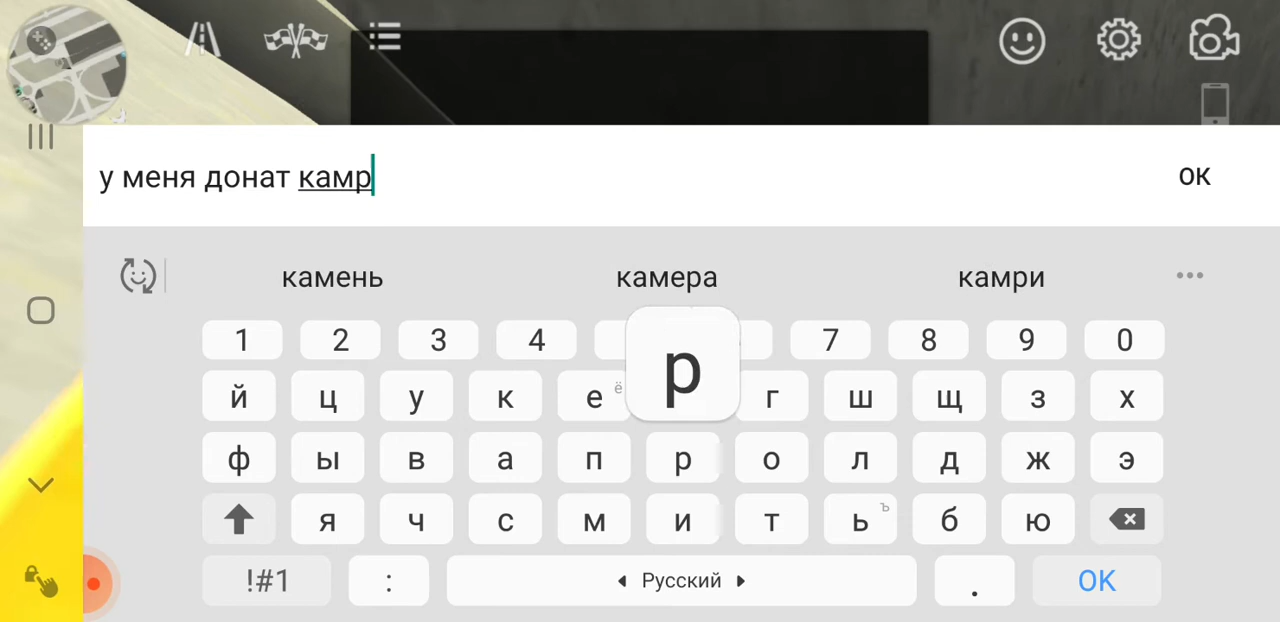 у меня донат камр
ок
камень камера камри
1 2 3 4 7 8 9 0
р
й ц у к е ё г ш щ з х
ф ы в а п р о л д ж э
я ч с м и т ь ъ б ю
!#1 : Русский . OK